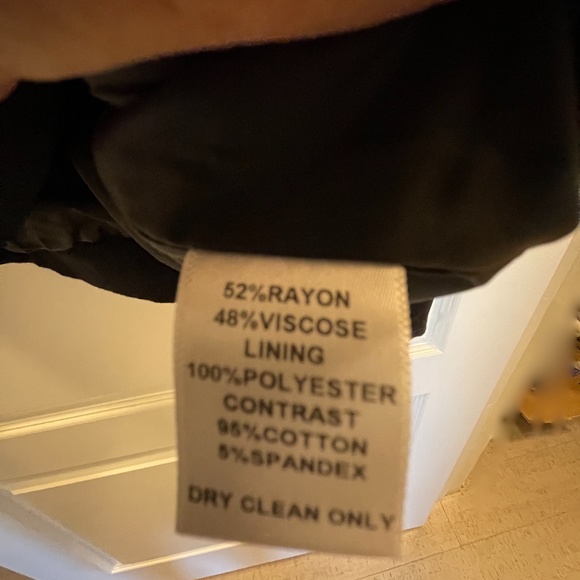 52%RAYON
48%VISCOSE
LINING
100%POLYESTER
CONTRAST
95%COTTON
5%SPANDEX
DRY CLEAN ONLY